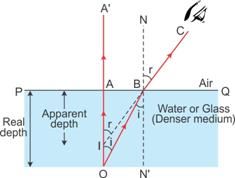 A'
N
C
r
P
A
B
Air
Q
Real
depth
Apparent
depth
r
i
Water or Glass
(Denser medium)
I
i
O
N'